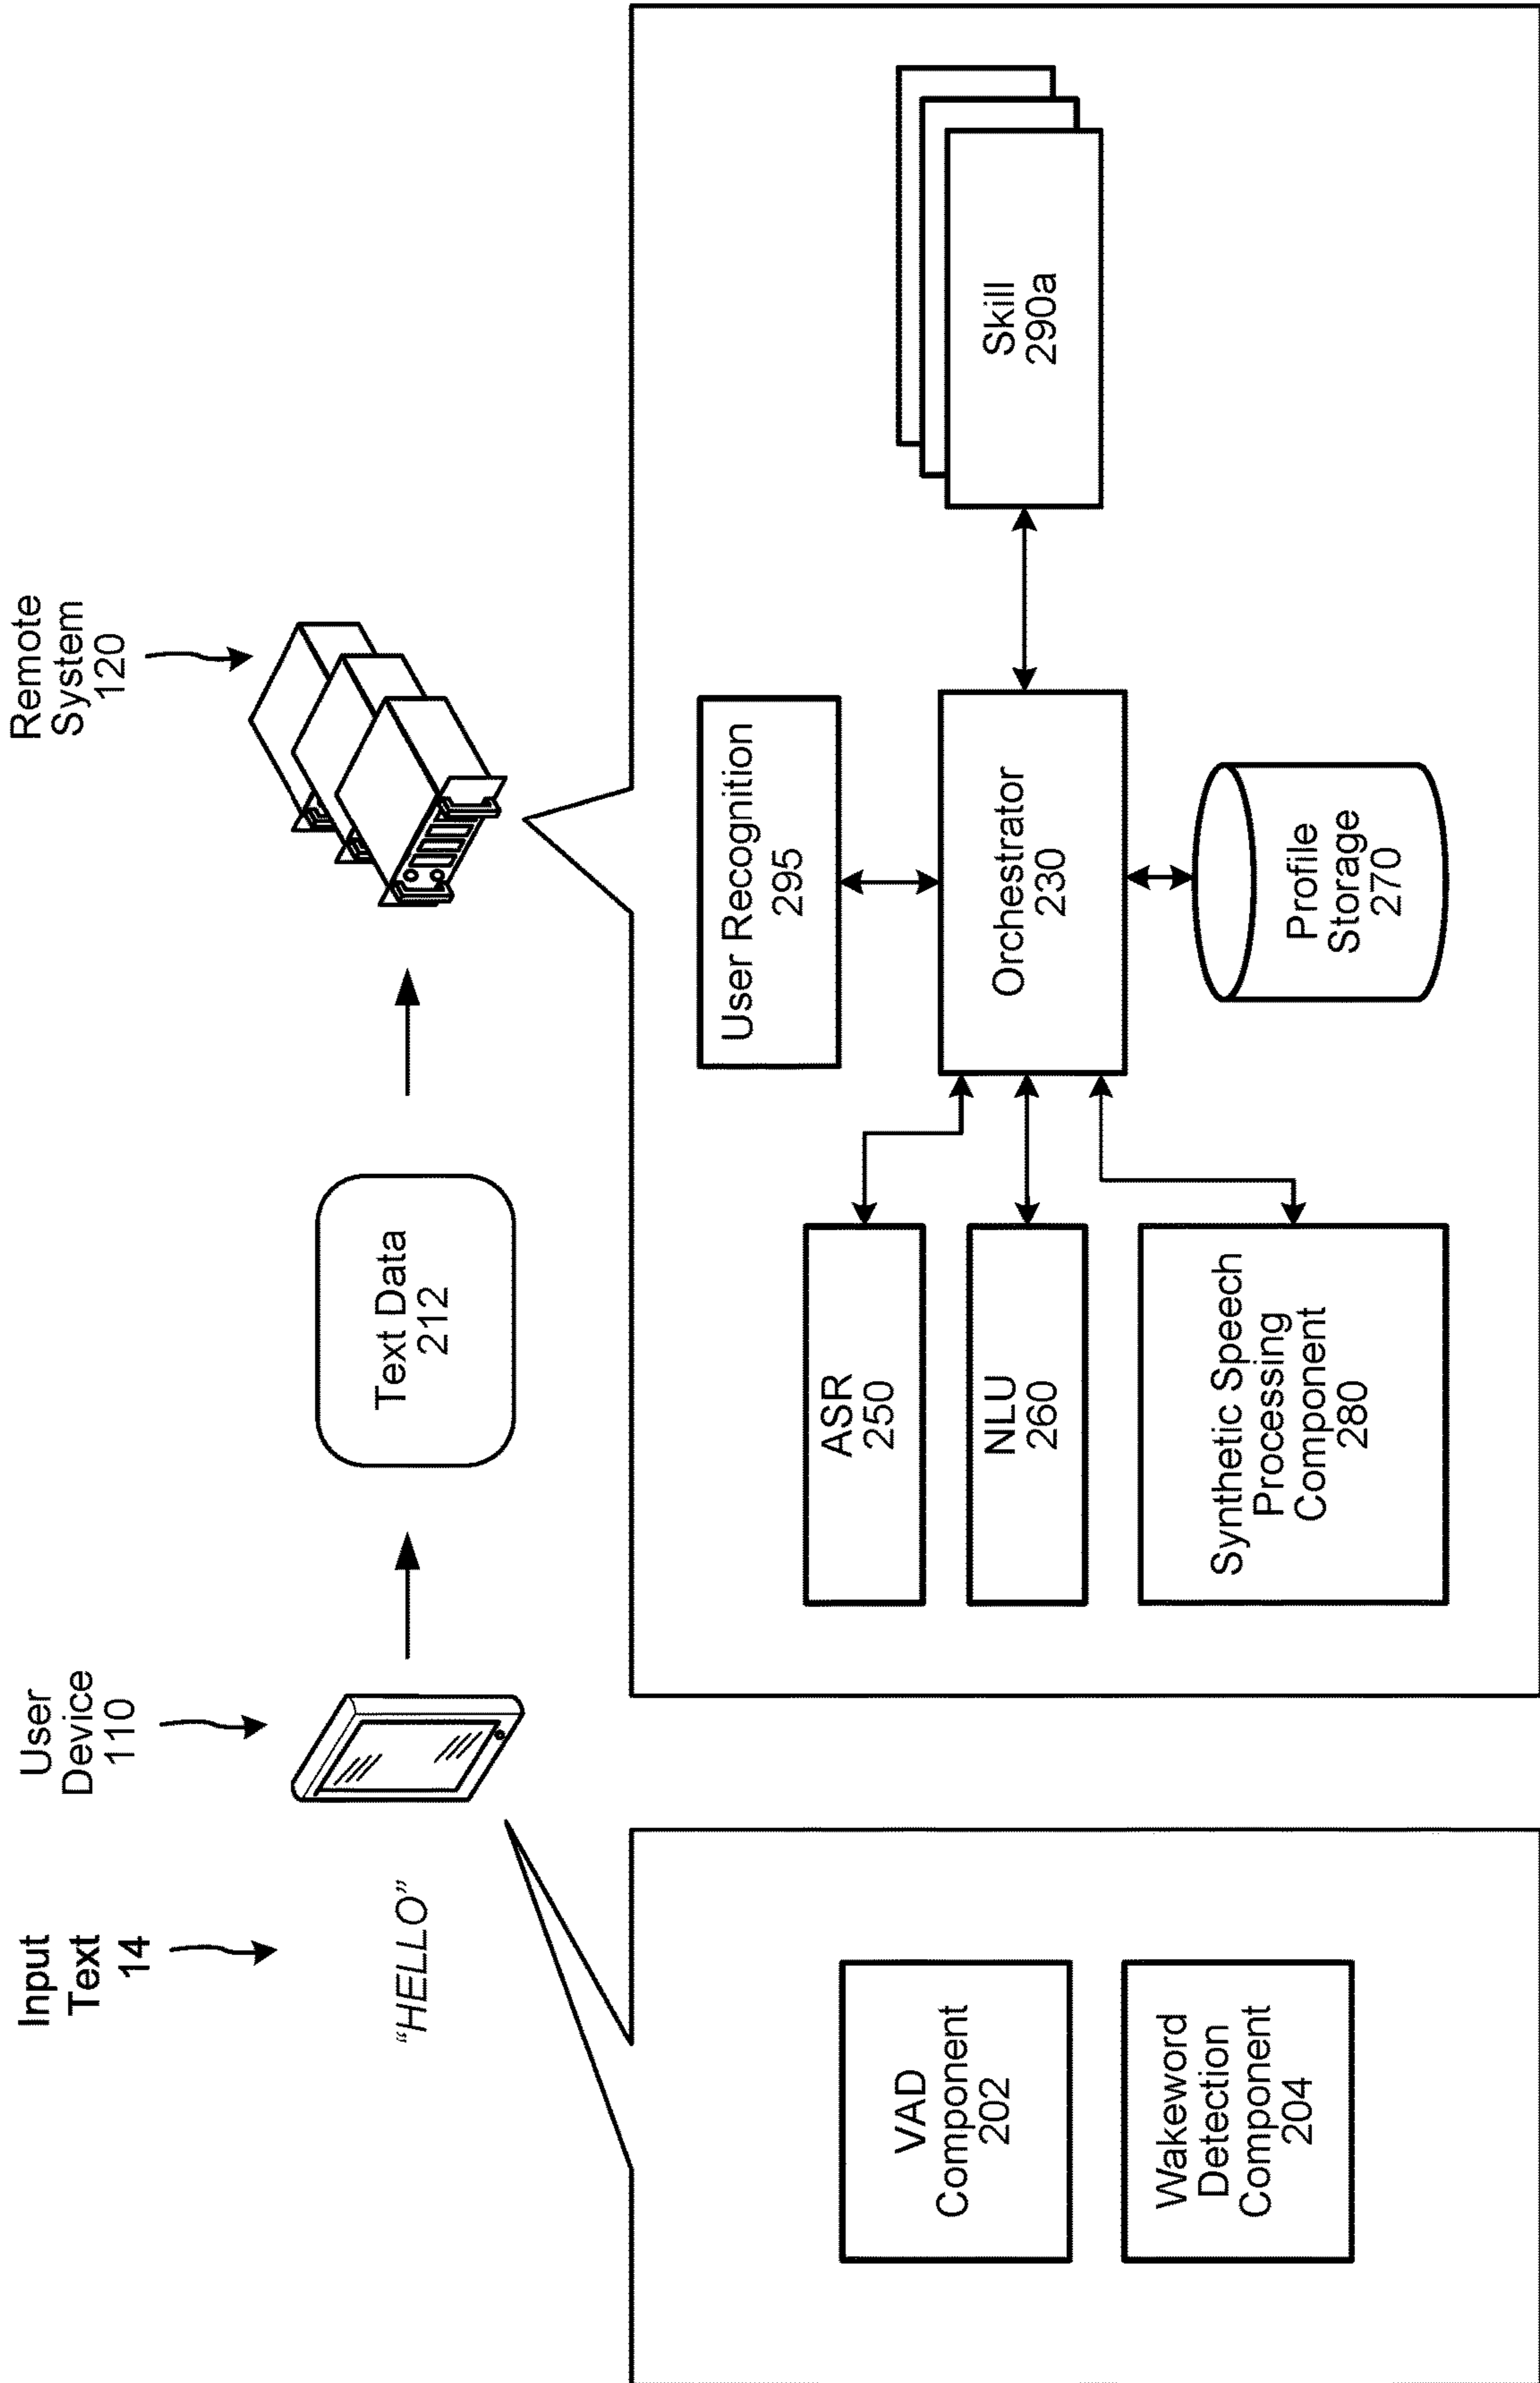 Input
Text
14
User
Device
110
Remote
System
120
“HELLO”
Text Data
212
VAD
Component
202
Wakeword
Detection
Component
204
User Recognition
295
ASR
250
NLU
260
Synthetic Speech
Processing
Component
280
Orchestrator
230
Profile
Storage
270
Skill
290a